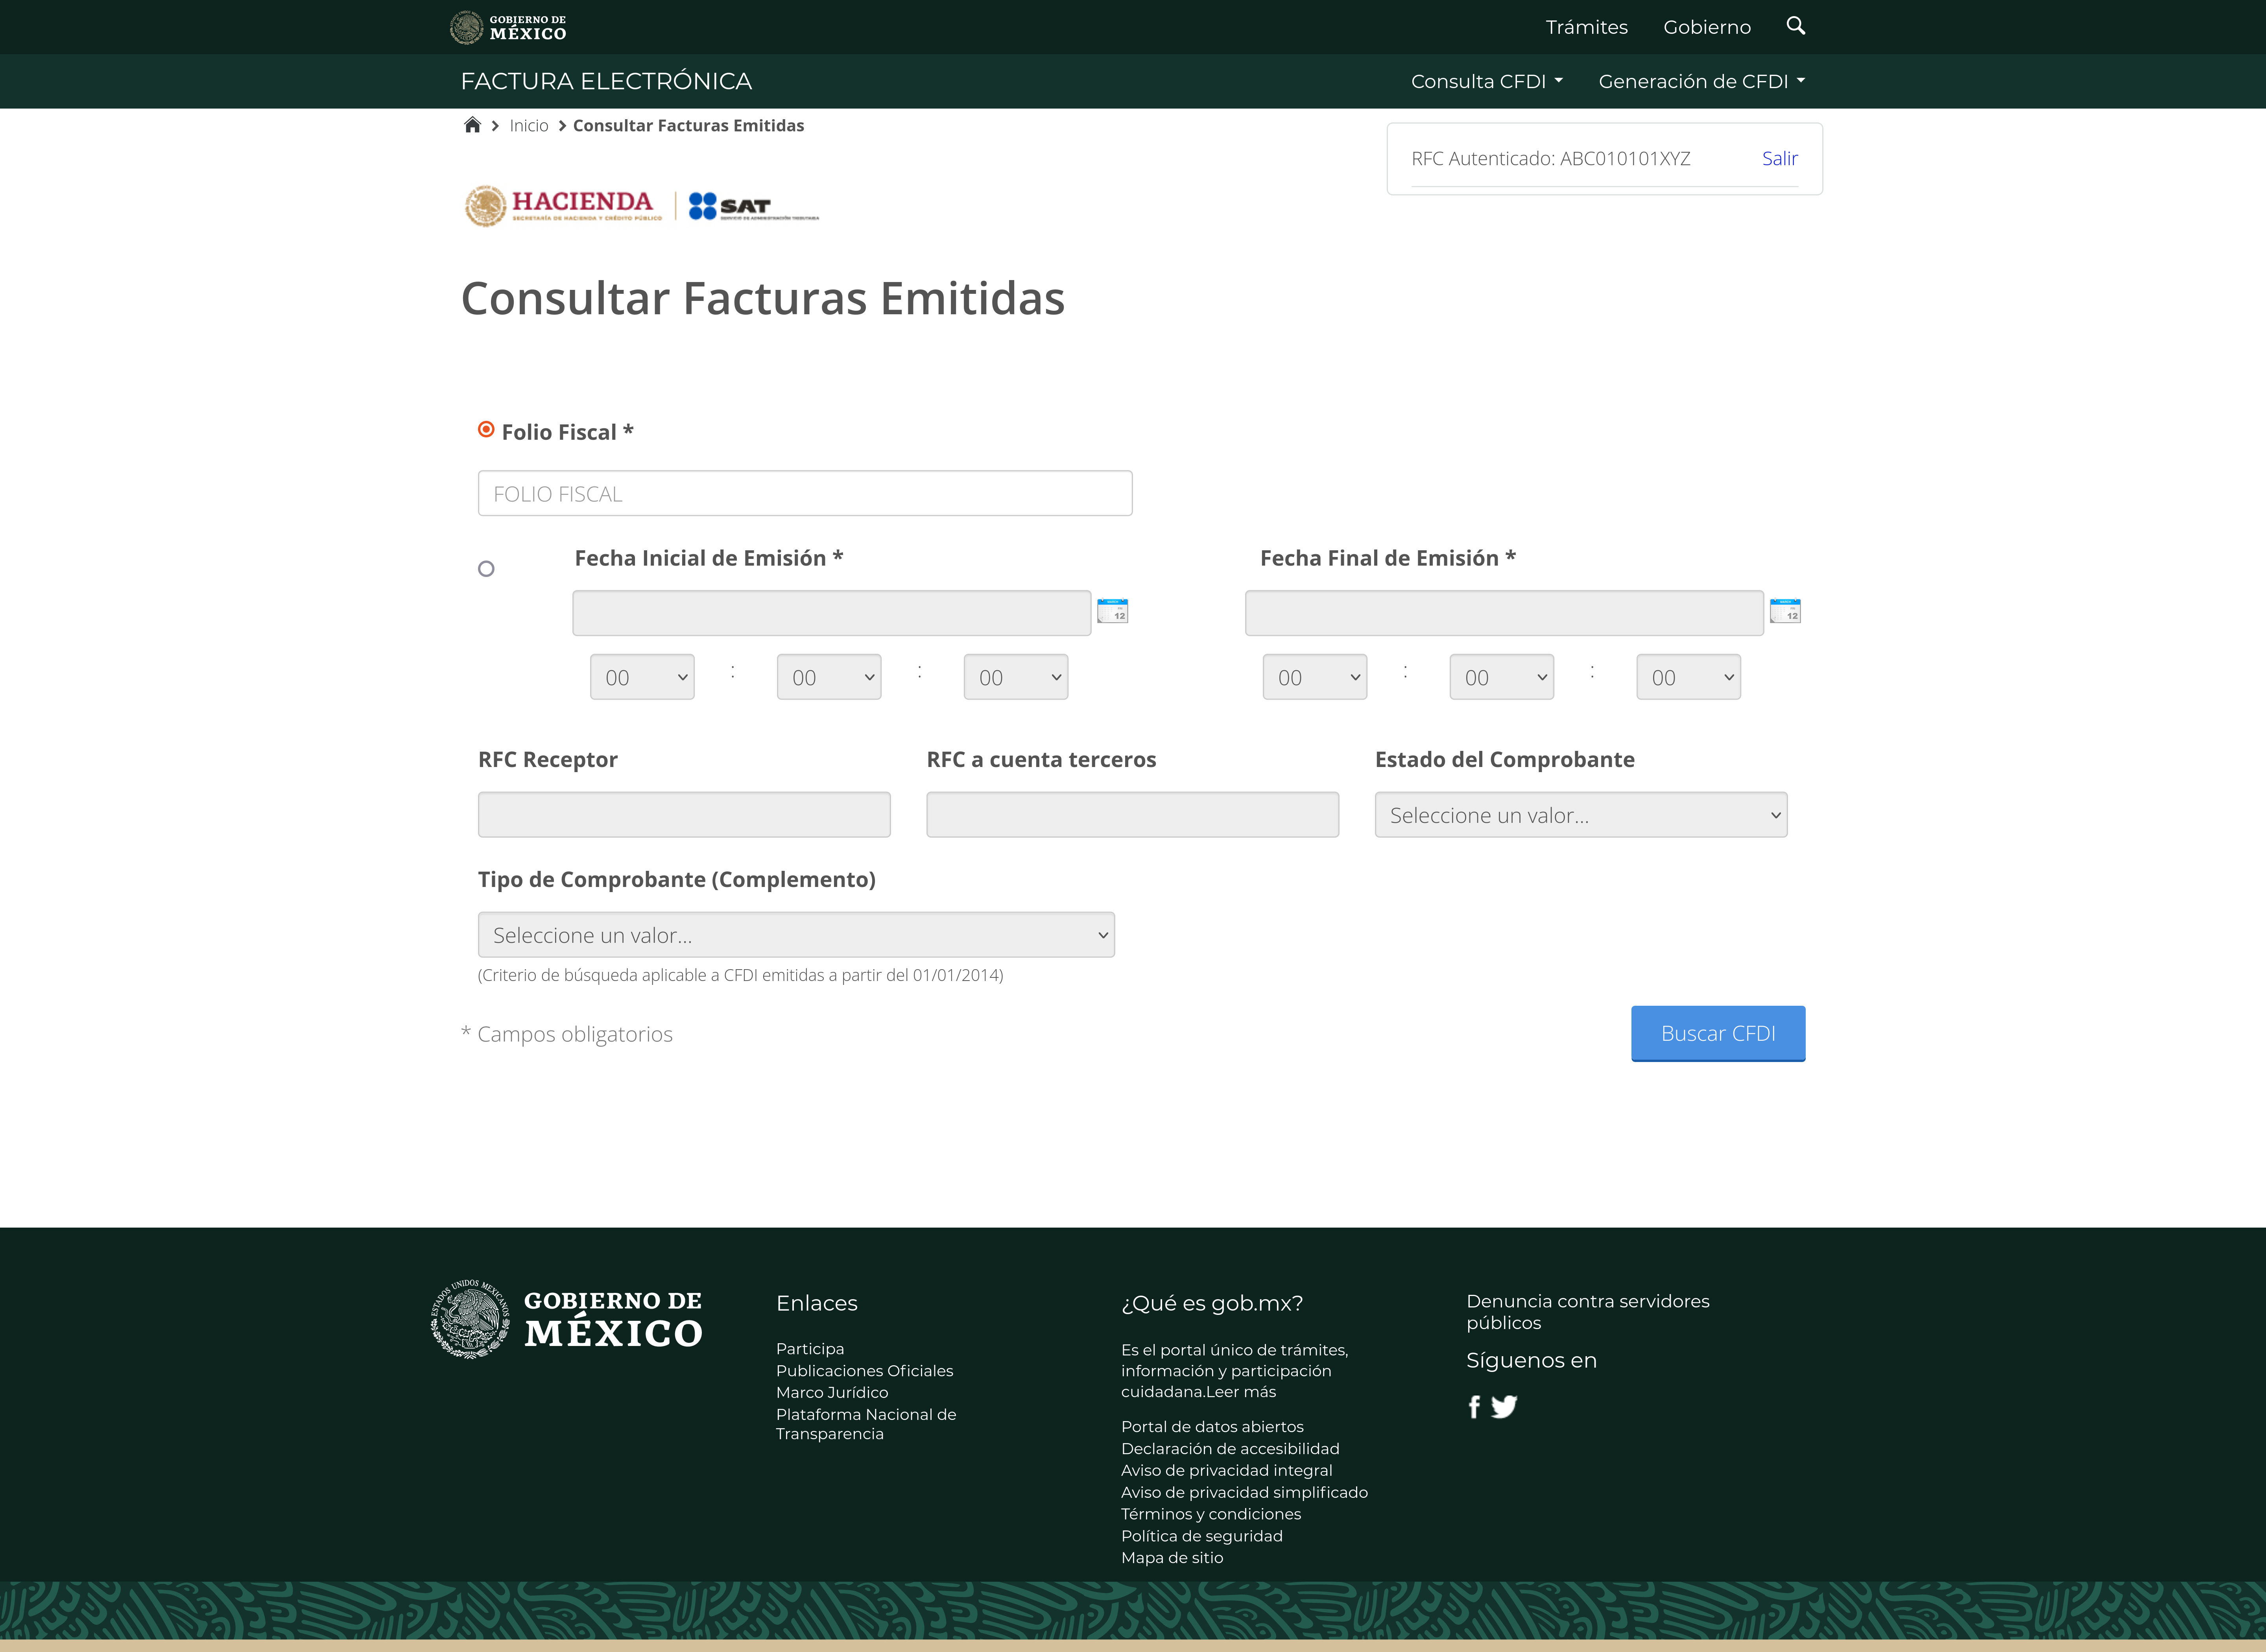 GOBIERNO DE
MÉXICO
Trámites
Gobierno
FACTURA ELECTRÓNICA
Consulta CFDI
Generación de CFDI
Inicio
Consultar Facturas Emitidas
RFC Autenticado: ABC010101XYZ
Salir
HACIENDA
SECRETARÍA DE HACIENDA Y CRÉDITO PÚBLICO
SAT
SERVICIO DE ADMINISTRACIÓN TRIBUTARIA
Consultar Facturas Emitidas
Folio Fiscal *
FOLIO FISCAL
Fecha Inicial de Emisión *
Fecha Final de Emisión *
12
12
00 : 00 : 00
00 : 00 : 00
RFC Receptor
RFC a cuenta terceros
Estado del Comprobante
Seleccione un valor...
Tipo de Comprobante (Complemento)
Seleccione un valor...
(Criterio de búsqueda aplicable a CFDI emitidas a partir del 01/01/2014)
* Campos obligatorios
Buscar CFDI
ESTADOS UNIDOS MEXICANOS
GOBIERNO DE
MÉXICO
Enlaces
Participa
Publicaciones Oficiales
Marco Jurídico
Plataforma Nacional de
Transparencia
¿Qué es gob.mx?
Es el portal único de trámites,
información y participación
cuidadana.Leer más
Portal de datos abiertos
Declaración de accesibilidad
Aviso de privacidad integral
Aviso de privacidad simplificado
Términos y condiciones
Política de seguridad
Mapa de sitio
Denuncia contra servidores
públicos
Síguenos en